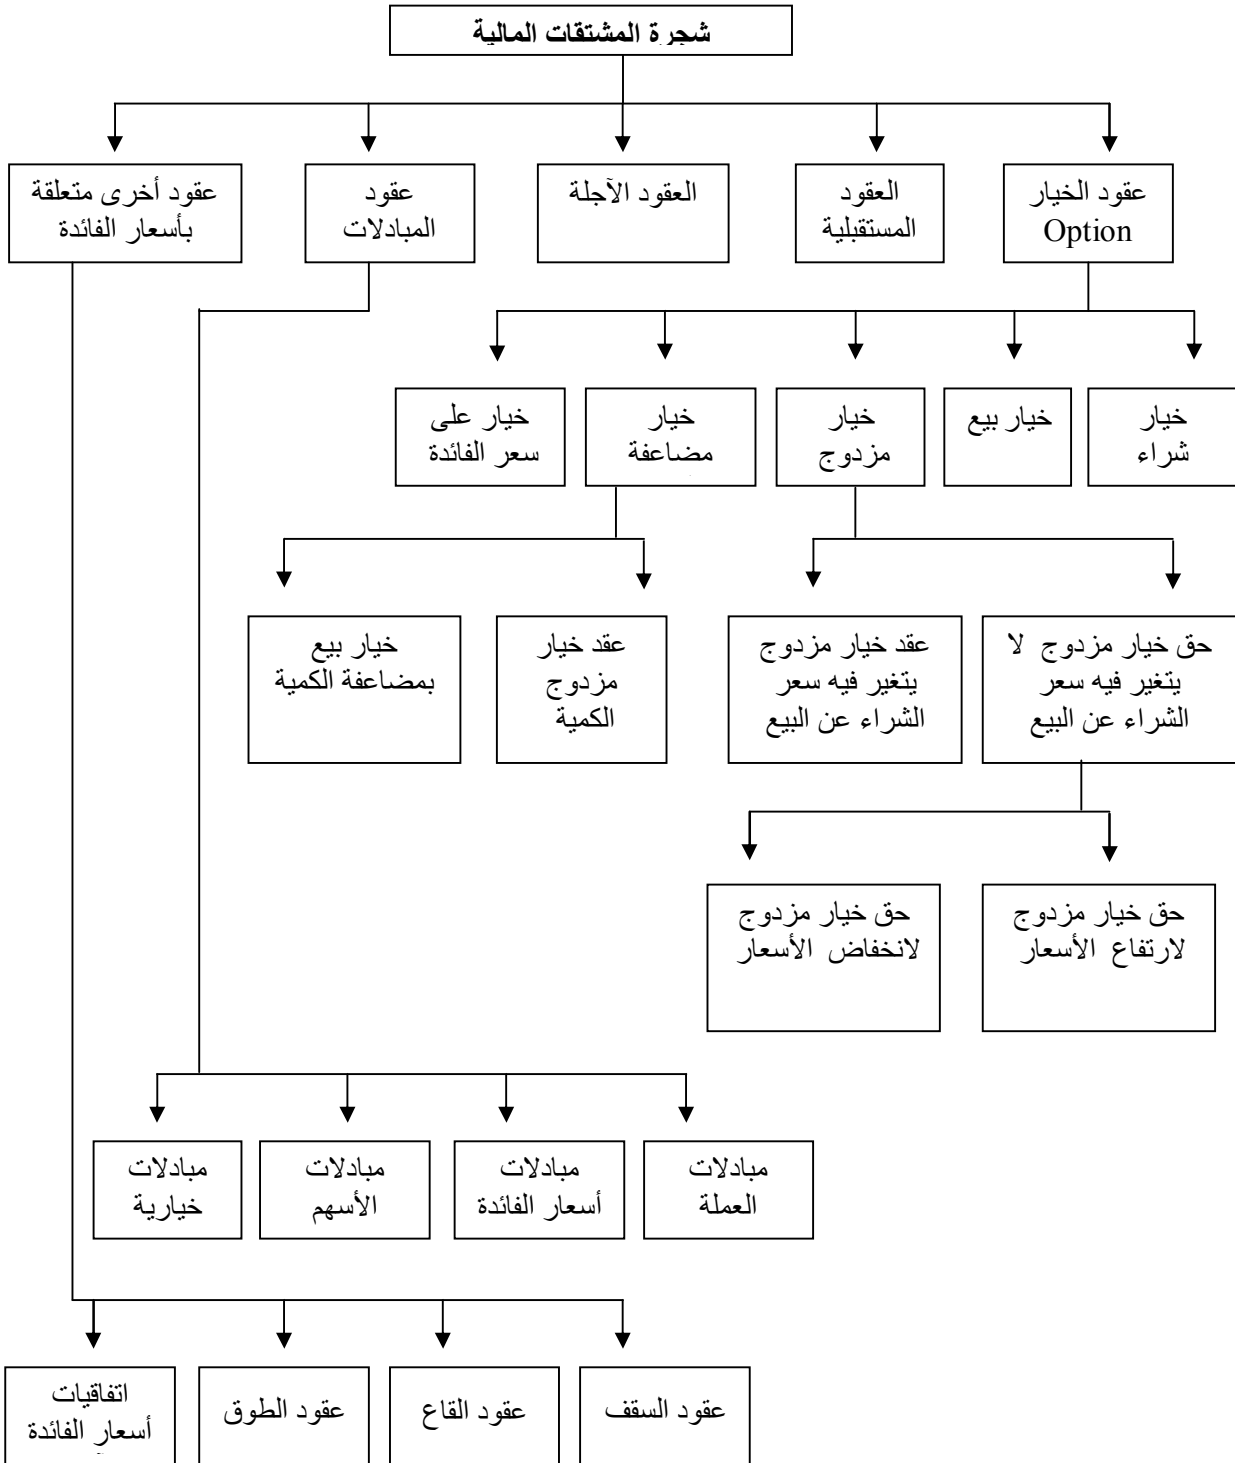 شجرة المشتقات المالية
عقود الخيار
Option
العقود
المستقبلية
العقود الآجلة
عقود
المبادلات
عقود أخرى متعلقة
بأسعار الفائدة
خيار
شراء
خيار بيع
خيار
مزدوج
خيار
مضاعفة
خيار على
سعر الفائدة
حق خيار مزدوج لا
يتغير فيه سعر
الشراء عن البيع
عقد خيار مزدوج
يتغير فيه سعر
الشراء عن البيع
عقد خيار
مزدوج
الكمية
خيار بيع
بمضاعفة الكمية
حق خيار مزدوج
لارتفاع الأسعار
حق خيار مزدوج
لانخفاض الأسعار
مبادلات
العملة
مبادلات
أسعار الفائدة
مبادلات
الأسهم
مبادلات
خيارية
عقود السقف
عقود القاع
عقود الطوق
اتفاقيات
أسعار الفائدة